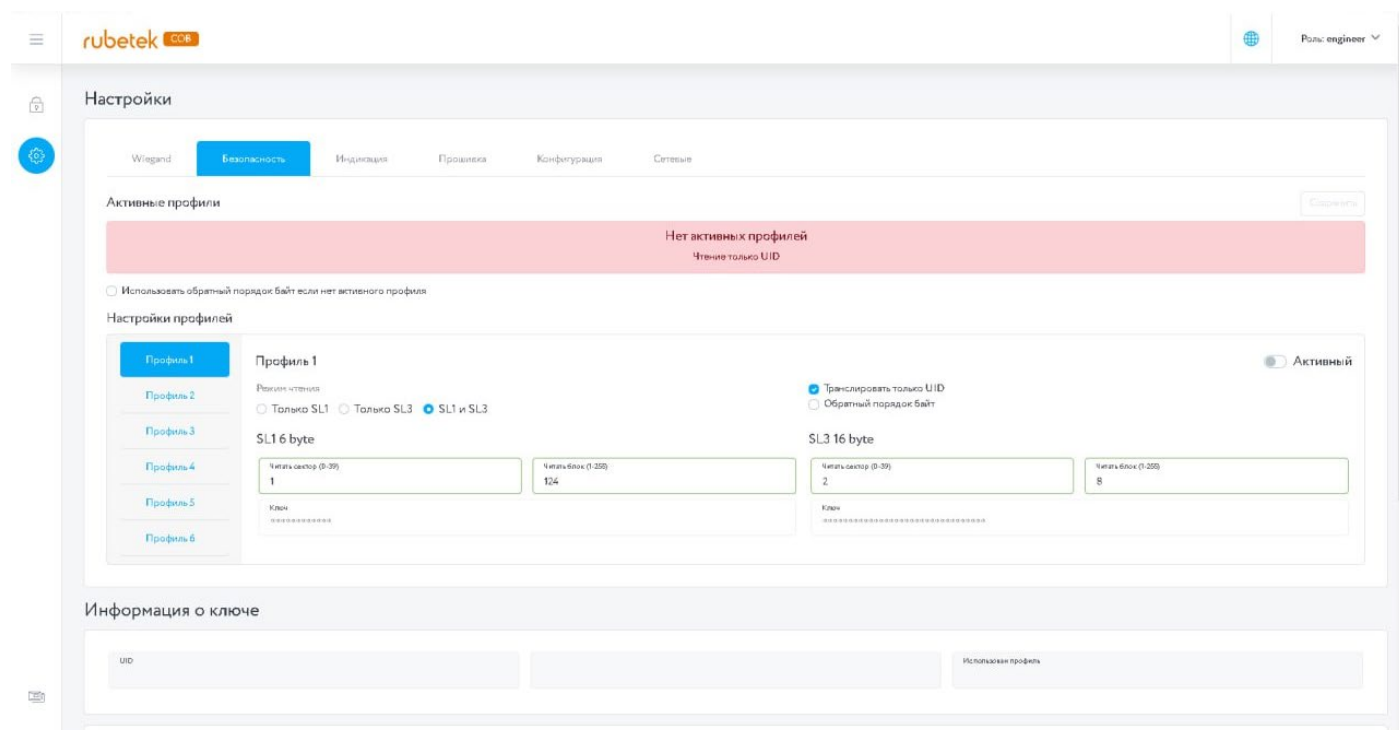 rubetek COB
Роль: engineer
Настройки
Wiegand Безопасность Индикация Прошивка Конфигурация Сетевые
Активные профили Сохранить
Нет активных профилей
Чтение только UID
Использовать обратный порядок байт если нет активного профиля
Настройки профилей
Профиль 1
Профиль 2
Профиль 3
Профиль 4
Профиль 5
Профиль 6
Профиль 1 Активный
Режим чтения
Только SL1 Только SL3 SL1 и SL3
Транслировать только UID
Обратный порядок байт
SL1 6 byte
Читать сектор (0-39) Читать блок (1-255)
1 124
Ключ
************
SL3 16 byte
Читать сектор (0-39) Читать блок (1-255)
2 8
Ключ
********************************
Информация о ключе
UID Использован профиль